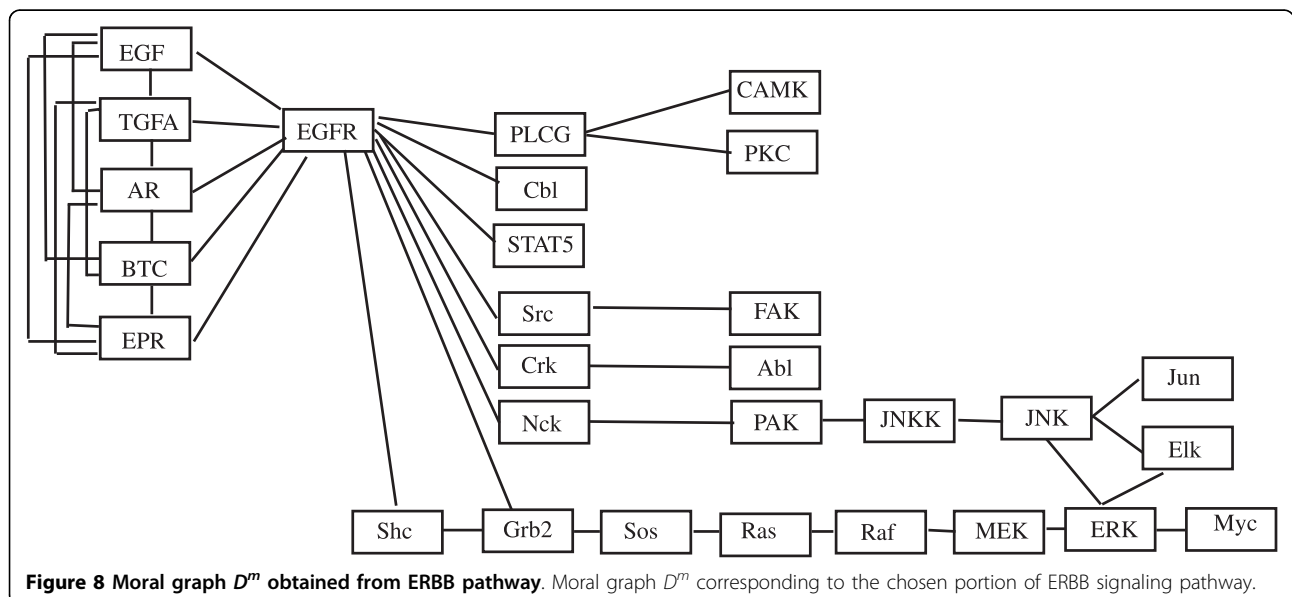 EGF
TGFA
AR
BTC
EPR
EGFR
PLCG
CAMK
PKC
Cbl
STAT5
Src
FAK
Crk
Abl
Nck
PAK
JNKK
JNK
Jun
Elk
Shc
Grb2
Sos
Ras
Raf
MEK
ERK
Myc
Figure 8 Moral graph Dᵐ obtained from ERBB pathway. Moral graph Dᵐ corresponding to the chosen portion of ERBB signaling pathway.